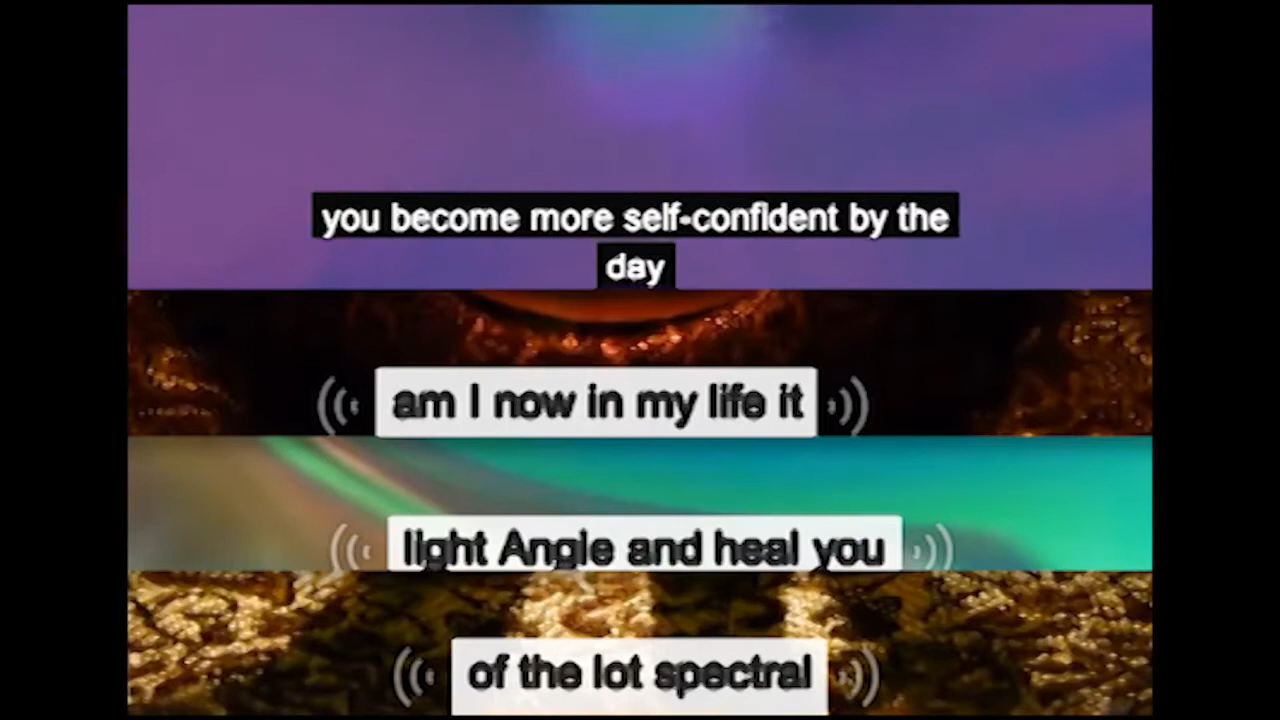 you become more self-confident by the
day
am I now in my life it
light Angle and heal you
of the lot spectral